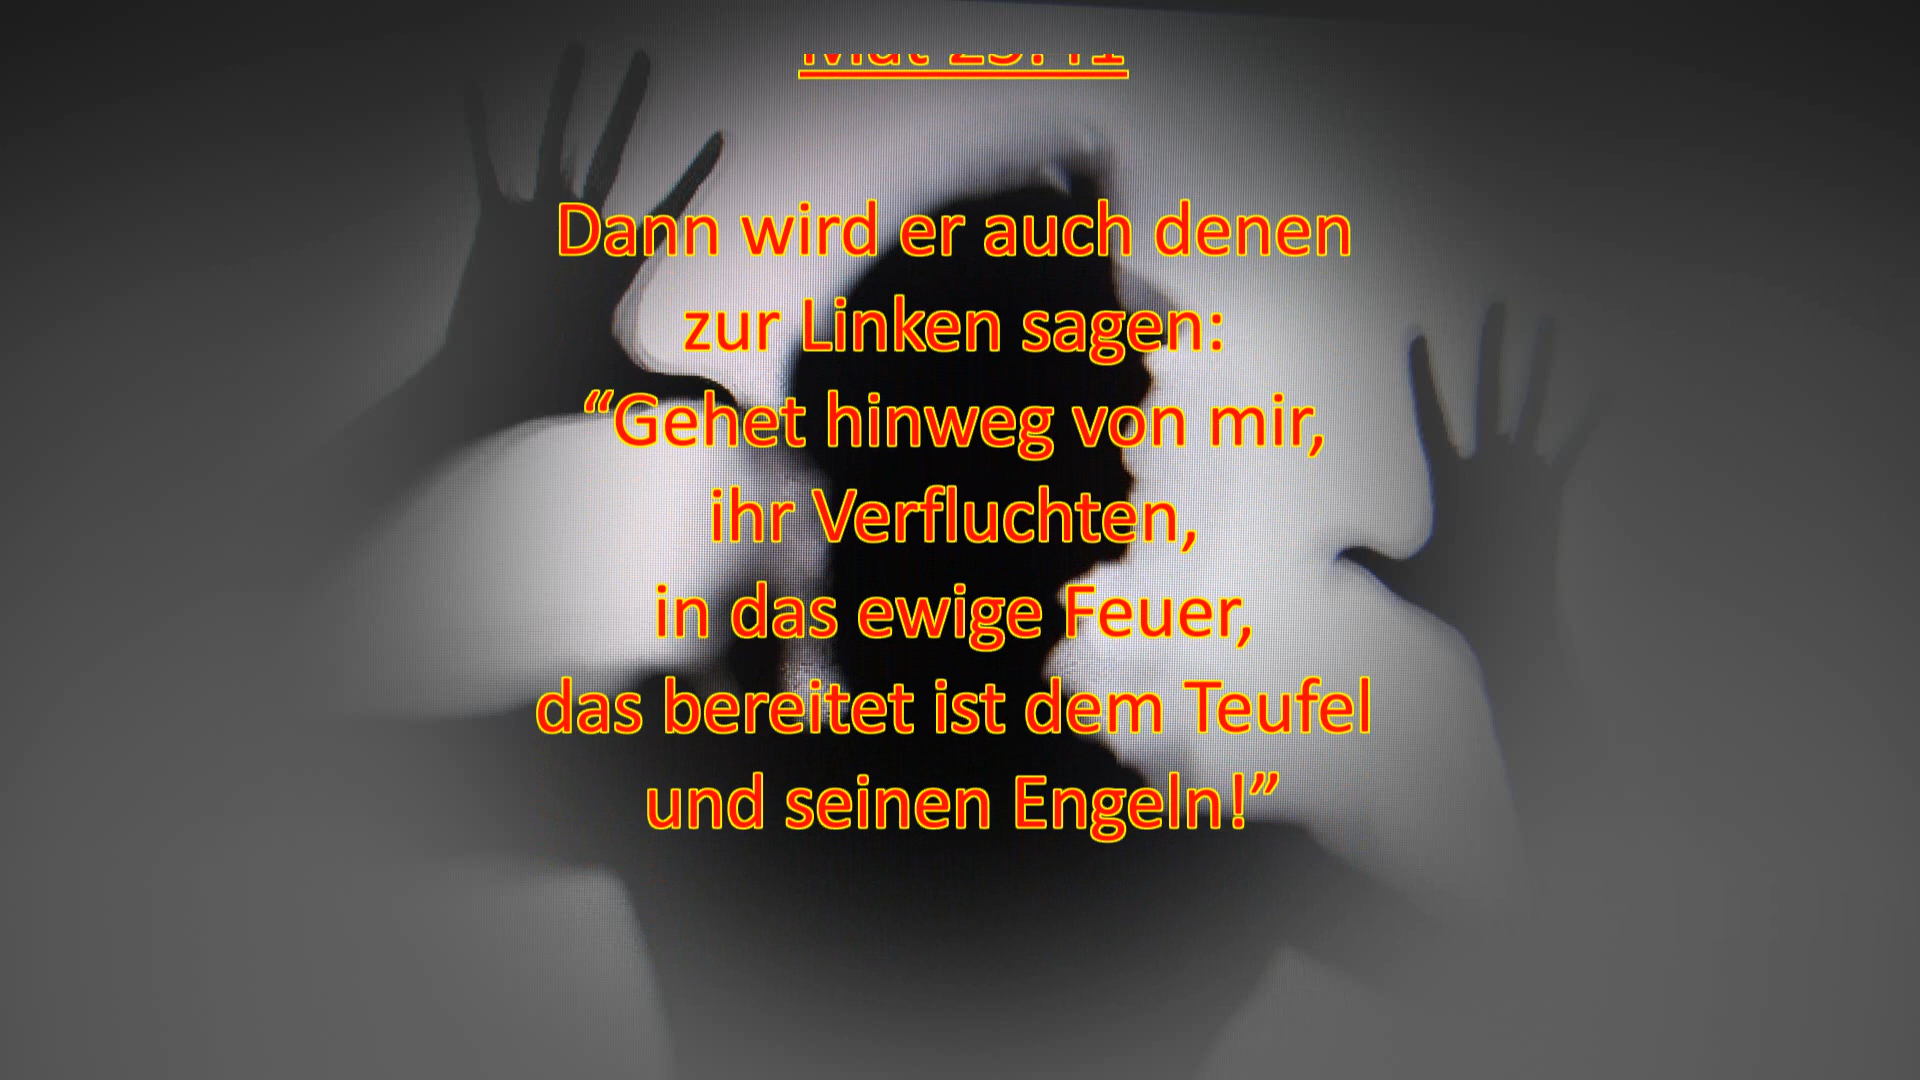 Dann wird er auch denen
zur Linken sagen:
“Gehet hinweg von mir,
ihr Verfluchten,
in das ewige Feuer,
das bereitet ist dem Teufel
und seinen Engeln!”